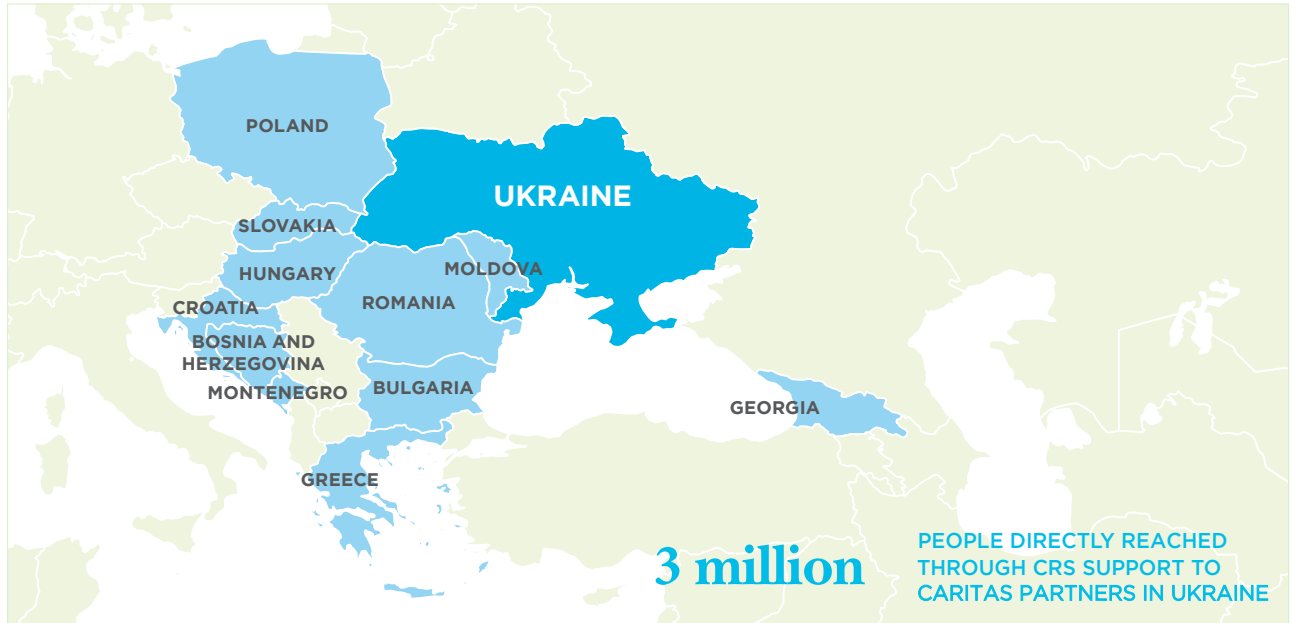 POLAND
UKRAINE
SLOVAKIA
HUNGARY
MOLDOVA
ROMANIA
CROATIA
BOSNIA AND
HERZEGOVINA
MONTENEGRO
BULGARIA
GEORGIA
GREECE
3 million
PEOPLE DIRECTLY REACHED
THROUGH CRS SUPPORT TO
CARITAS PARTNERS IN UKRAINE